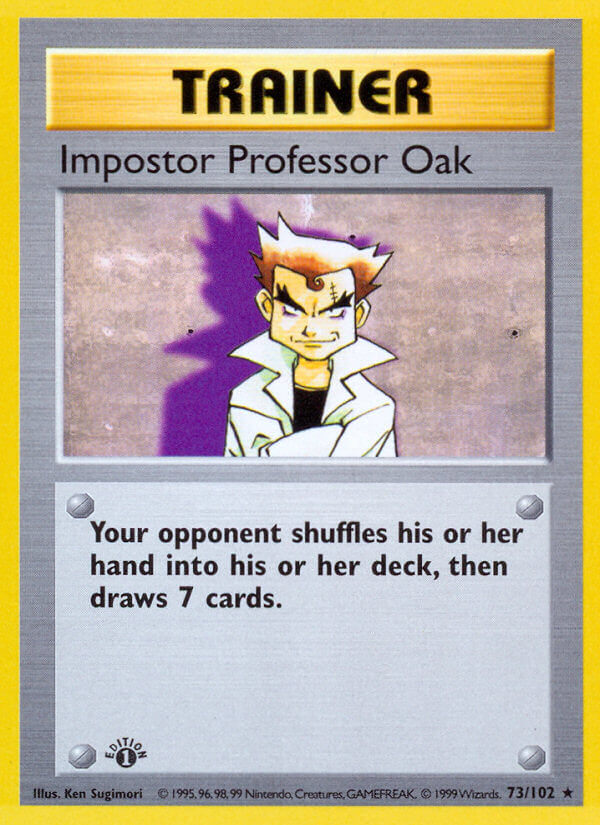 TRAINER
Impostor Professor Oak
Your opponent shuffles his or her
hand into his or her deck, then
draws 7 cards.
EDITION
1
Illus. Ken Sugimori © 1995, 96, 98, 99 Nintendo, Creatures, GAMEFREAK. © 1999 Wizards. 73/102 ★